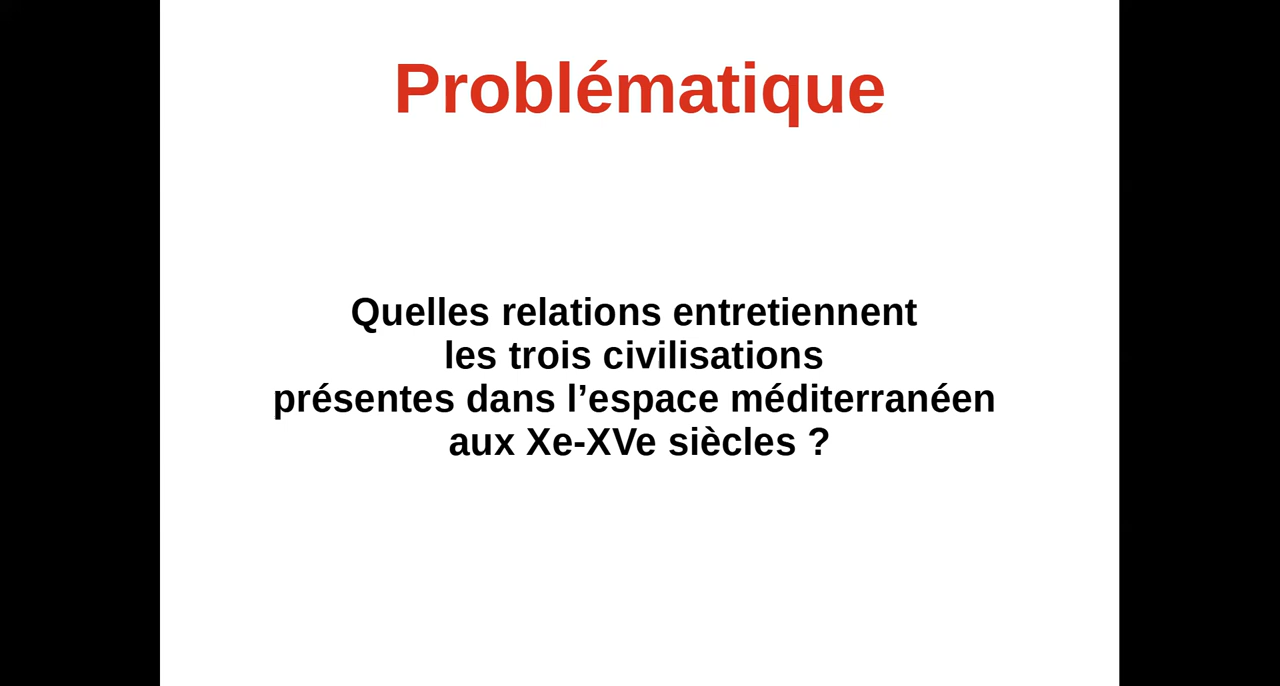 Problématique
Quelles relations entretiennent
les trois civilisations
présentes dans l’espace méditerranéen
aux Xe-XVe siècles ?